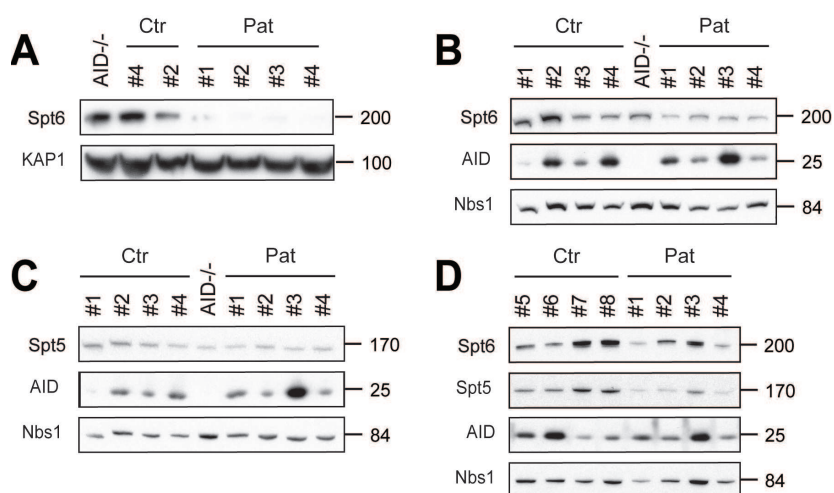 A
Ctr Pat
AID-/- #4 #2 #1 #2 #3 #4
Spt6 200
KAP1 100
B
Ctr Pat
#1 #2 #3 #4 AID-/- #1 #2 #3 #4
Spt6 200
AID 25
Nbs1 84
C
Ctr Pat
#1 #2 #3 #4 AID-/- #1 #2 #3 #4
Spt5 170
AID 25
Nbs1 84
D
Ctr Pat
#5 #6 #7 #8 #1 #2 #3 #4
Spt6 200
Spt5 170
AID 25
Nbs1 84